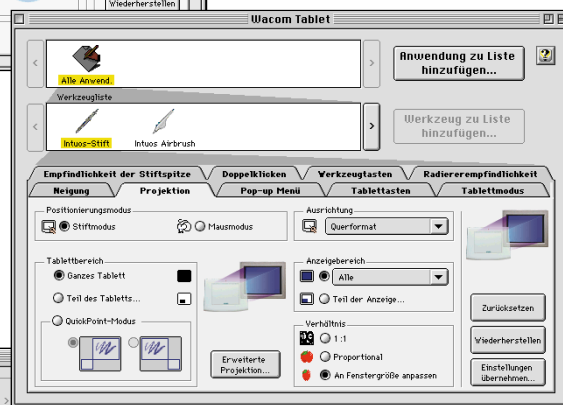 Wiederherstellen
Wacom Tablet
Anwendung zu Liste
hinzufügen...
Alle Anwend.
Werkzeugliste
Werkzeug zu Liste
hinzufügen...
Intuos-Stift
Intuos Airbrush
Empfindlichkeit der Stiftspitze
Doppelklicken
Werkzeugtasten
Radiererempfindlichkeit
Neigung
Projektion
Pop-up Menü
Tablettasten
Tablettmodus
Positionierungsmodus
Stiftmodus
Mausmodus
Ausrichtung
Querformat
Tablettbereich
Ganzes Tablett
Teil des Tabletts...
QuickPoint-Modus
Erweiterte
Projektion...
Anzeigebereich
Alle
Teil der Anzeige...
Verhältnis
1:1
Proportional
An Fenstergröße anpassen
Zurücksetzen
Wiederherstellen
Einstellungen
übernehmen...